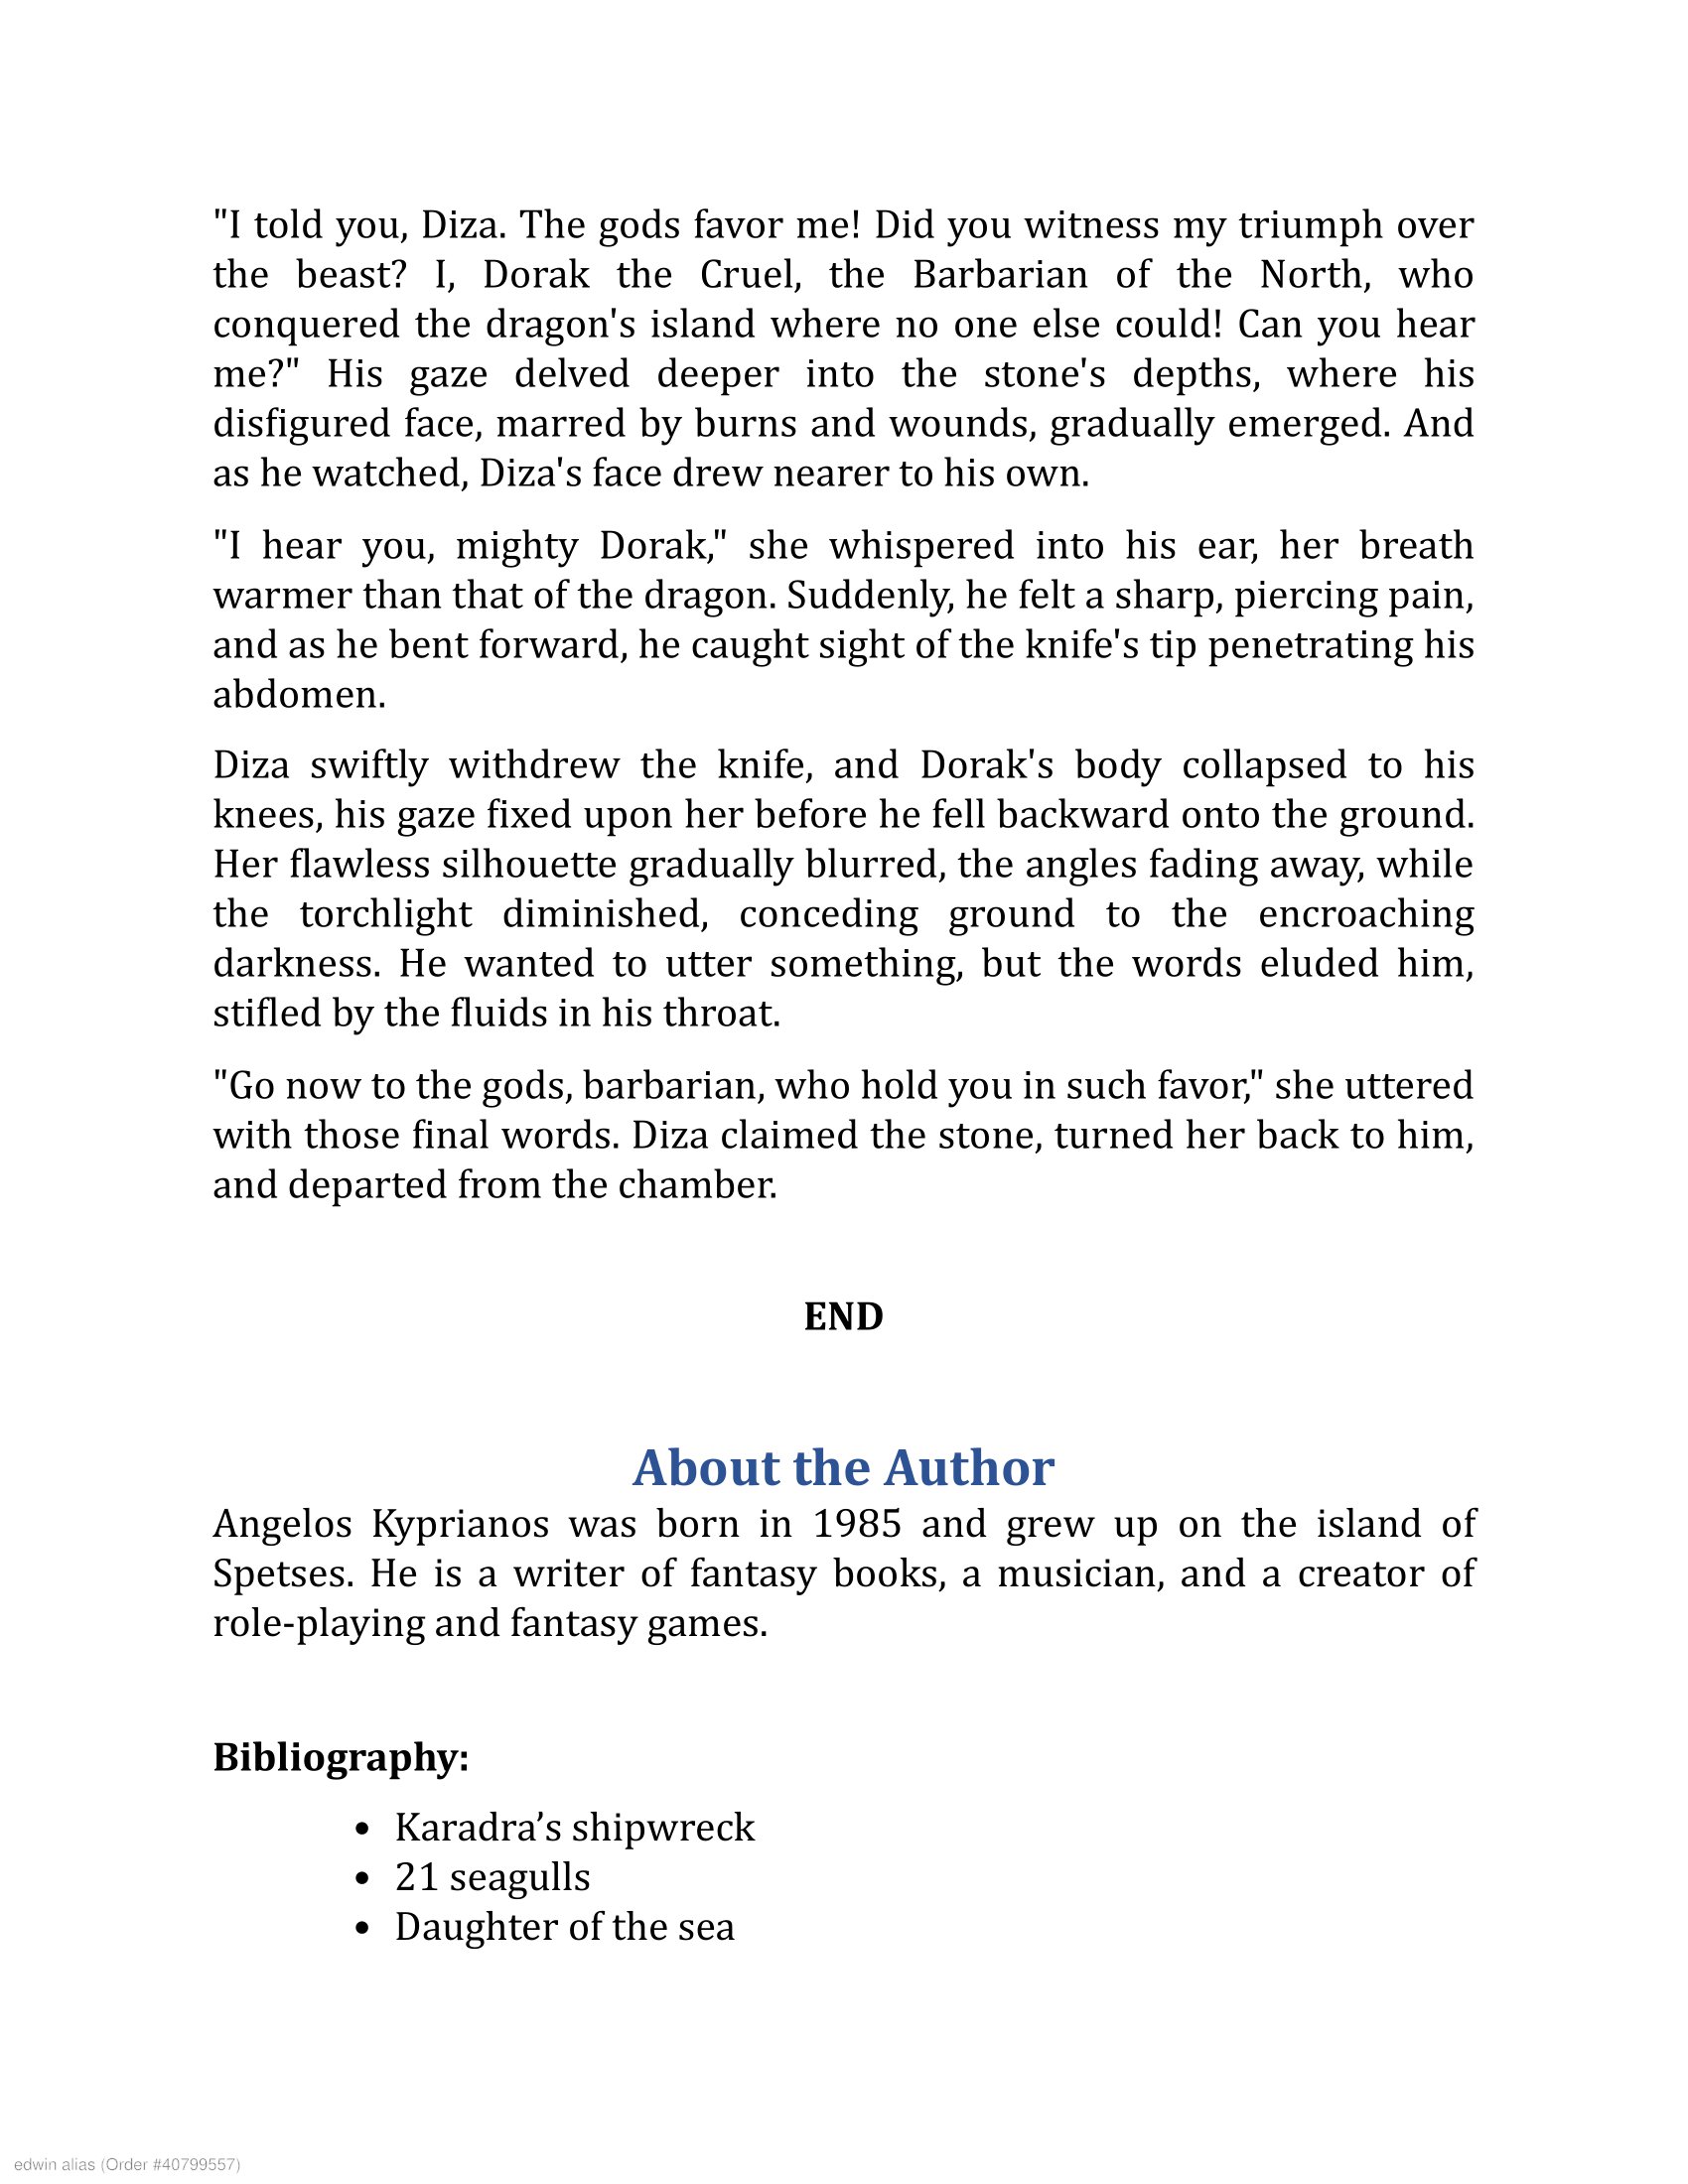 "I told you, Diza. The gods favor me! Did you witness my triumph over
the beast? I, Dorak the Cruel, the Barbarian of the North, who
conquered the dragon's island where no one else could! Can you hear
me?" His gaze delved deeper into the stone's depths, where his
disfigured face, marred by burns and wounds, gradually emerged. And
as he watched, Diza's face drew nearer to his own.
"I hear you, mighty Dorak," she whispered into his ear, her breath
warmer than that of the dragon. Suddenly, he felt a sharp, piercing pain,
and as he bent forward, he caught sight of the knife's tip penetrating his
abdomen.
Diza swiftly withdrew the knife, and Dorak's body collapsed to his
knees, his gaze fixed upon her before he fell backward onto the ground.
Her flawless silhouette gradually blurred, the angles fading away, while
the torchlight diminished, conceding ground to the encroaching
darkness. He wanted to utter something, but the words eluded him,
stifled by the fluids in his throat.
"Go now to the gods, barbarian, who hold you in such favor," she uttered
with those final words. Diza claimed the stone, turned her back to him,
and departed from the chamber.
END
About the Author
Angelos Kyprianos was born in 1985 and grew up on the island of
Spetses. He is a writer of fantasy books, a musician, and a creator of
role-playing and fantasy games.
Bibliography:
• Karadra’s shipwreck
• 21 seagulls
• Daughter of the sea
edwin alias (Order #40799557)